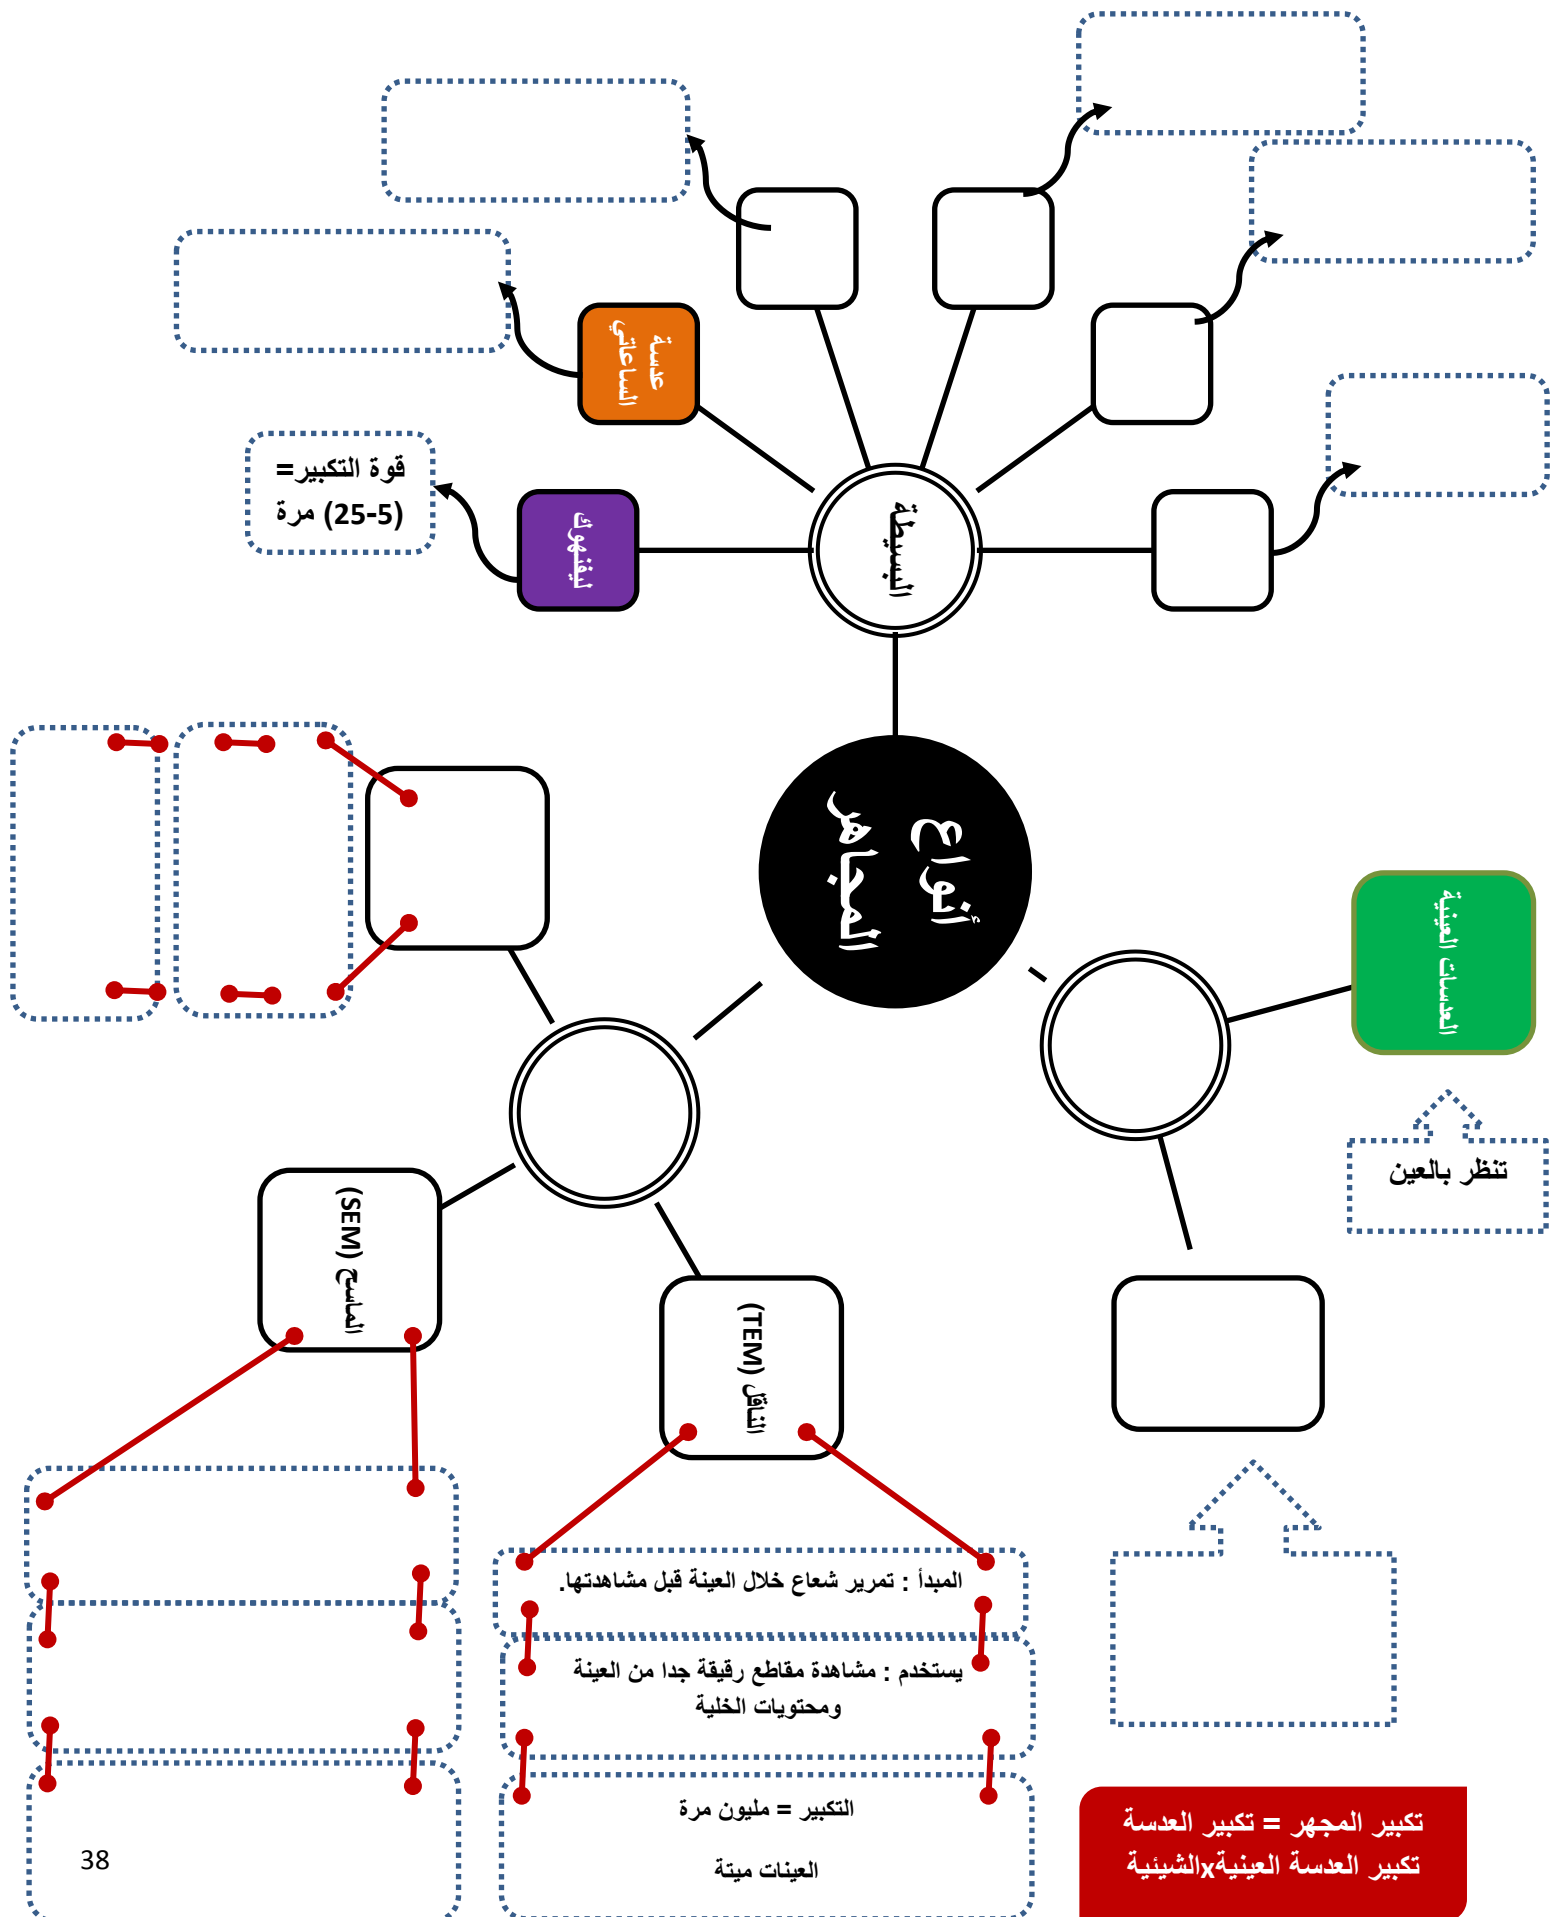 عدسة
الساعاتي
قوة التكبير=
(5-25) مرة
ليفنهوك
البسيطة
أنواع
المجاهر
العدسات العينية
تنظر بالعين
الماسح (SEM)
الناقل (TEM)
المبدأ : تمرير شعاع خلال العينة قبل مشاهدتها.
يستخدم : مشاهدة مقاطع رقيقة جدا من العينة
ومحتويات الخلية
التكبير = مليون مرة
العينات ميتة
تكبير المجهر = تكبير العدسة
تكبير العدسة العينيةxالشيئية
38